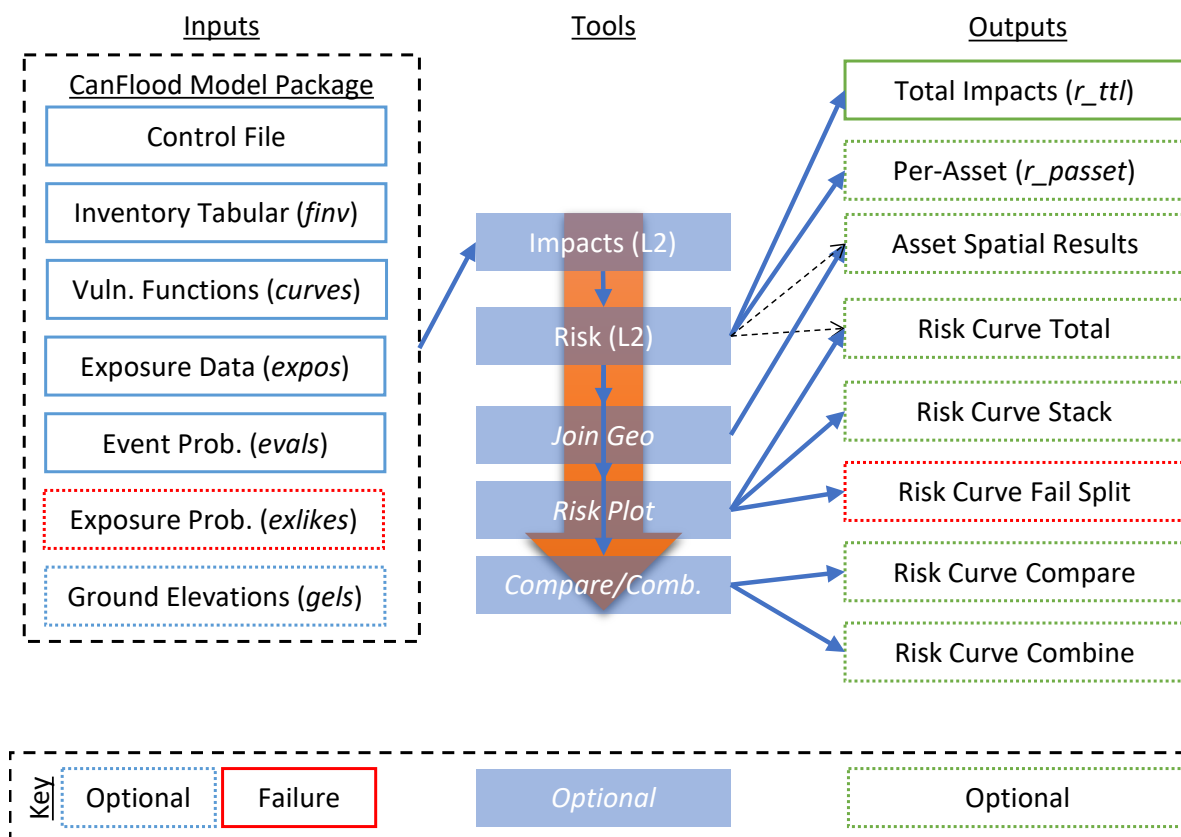 Inputs
CanFlood Model Package
Control File
Inventory Tabular (finv)
Vuln. Functions (curves)
Exposure Data (expos)
Event Prob. (evals)
Exposure Prob. (exlikes)
Ground Elevations (gels)
Tools
Impacts (L2)
Risk (L2)
Join Geo
Risk Plot
Compare/Comb.
Outputs
Total Impacts (r_ttl)
Per-Asset (r_passet)
Asset Spatial Results
Risk Curve Total
Risk Curve Stack
Risk Curve Fail Split
Risk Curve Compare
Risk Curve Combine
Key
Optional
Failure
Optional
Optional